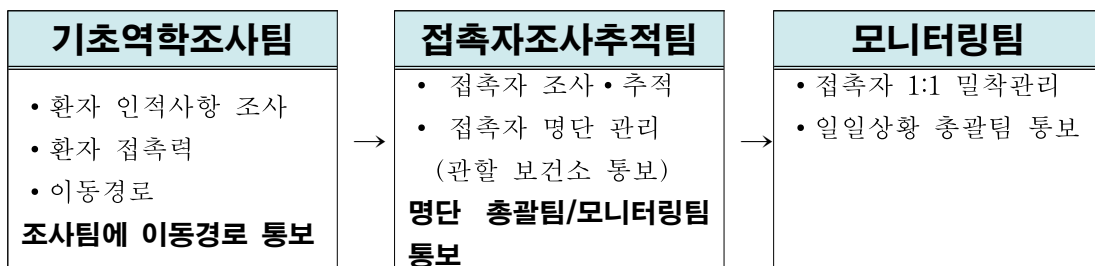 기초역학조사팀
• 환자 인적사항 조사
• 환자 접촉력
• 이동경로
조사팀에 이동경로 통보
→
접촉자조사추적팀
• 접촉자 조사•추적
• 접촉자 명단 관리
(관할 보건소 통보)
명단 총괄팀/모니터링팀
통보
→
모니터링팀
• 접촉자 1:1 밀착관리
• 일일상황 총괄팀 통보